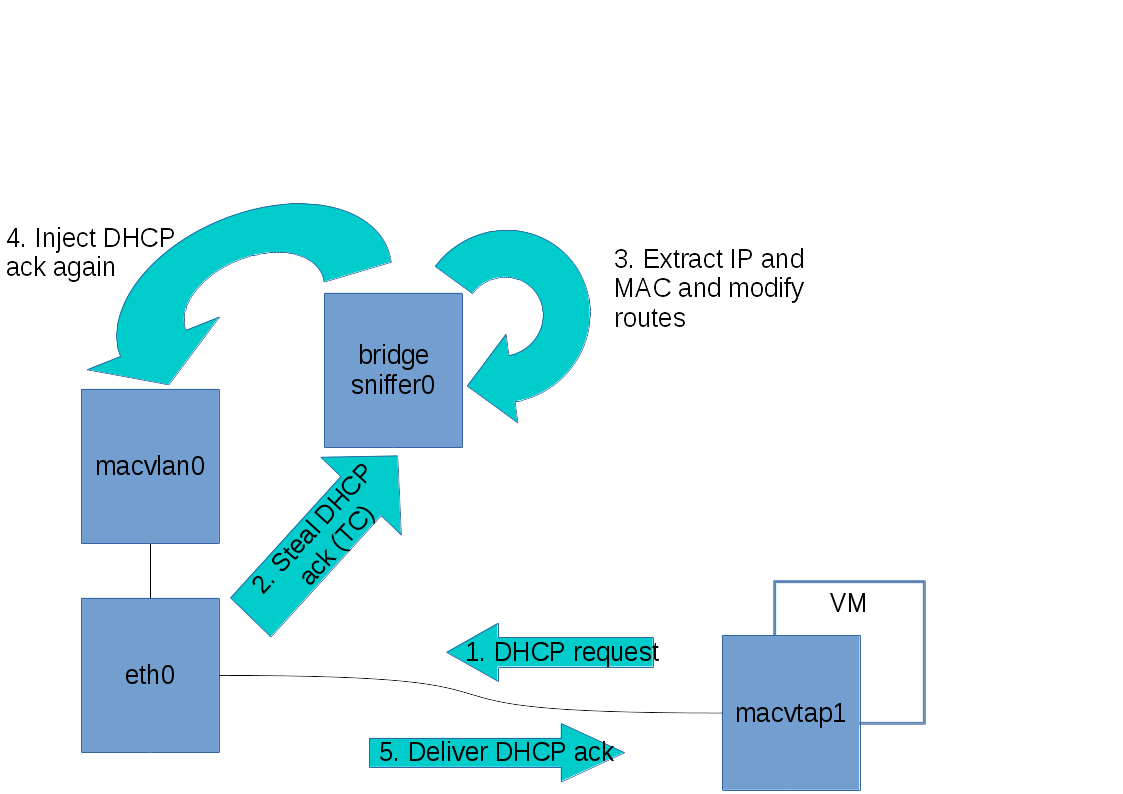 4. Inject DHCP
ack again
3. Extract IP and
MAC and modify
routes
bridge
sniffer0
macvlan0
2. Steal DHCP
ack (TC)
VM
1. DHCP request
eth0
macvtap1
5. Deliver DHCP ack